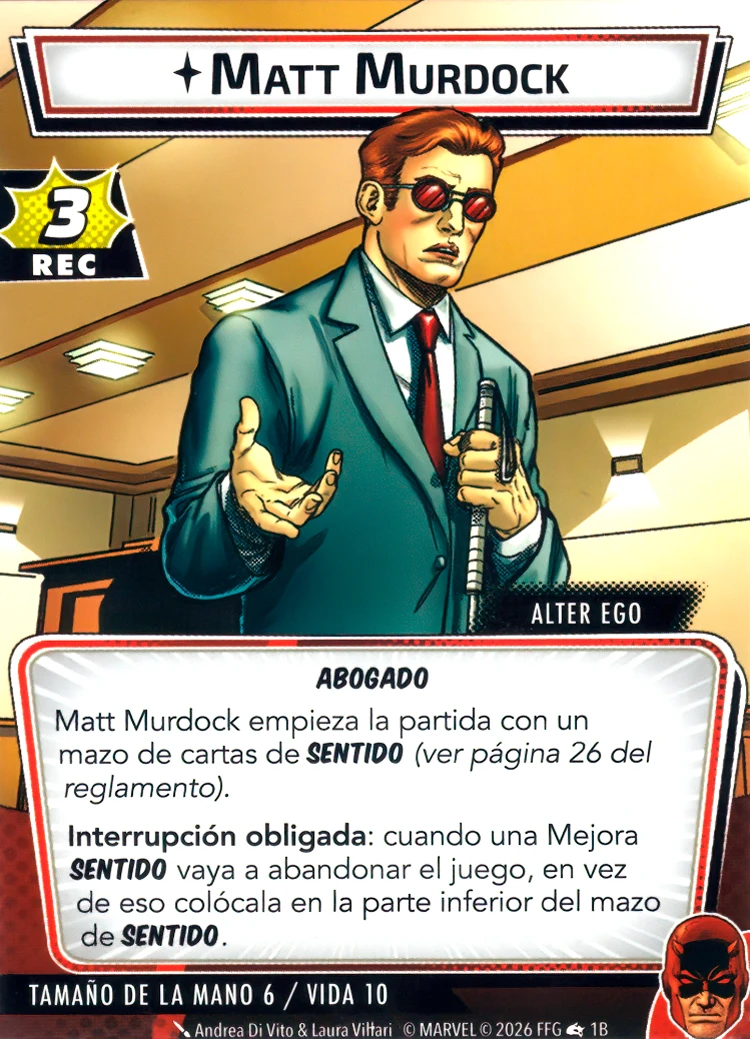 MATT MURDOCK
3
REC
ALTER EGO
ABOGADO
Matt Murdock empieza la partida con un
mazo de cartas de SENTIDO (ver página 26 del
reglamento).
Interrupción obligada: cuando una Mejora
SENTIDO vaya a abandonar el juego, en vez
de eso colócala en la parte inferior del mazo
de SENTIDO.
TAMAÑO DE LA MANO 6 / VIDA 10
Andrea Di Vito & Laura Villari © MARVEL © 2026 FFG 1B